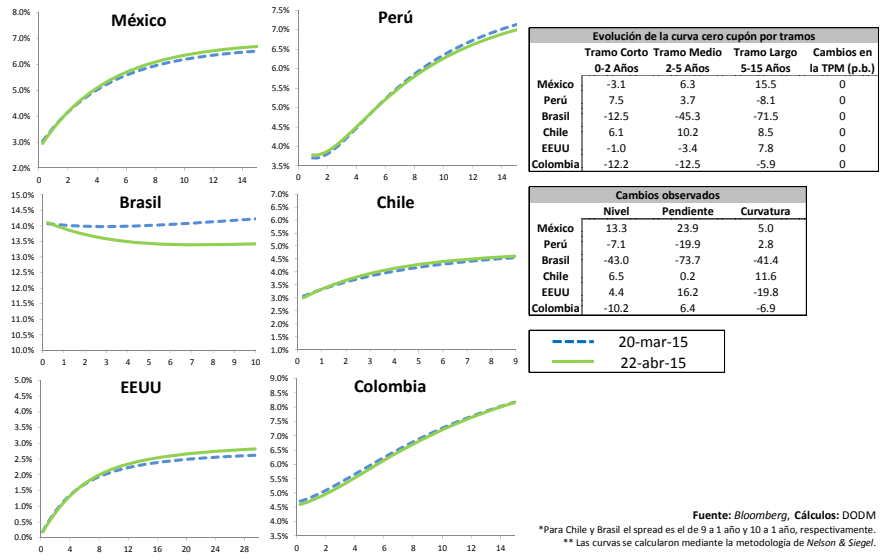 México
7.0%
6.0%
5.0%
4.0%
3.0%
2.0%
0 2 4 6 8 10 12 14
Perú
7.5%
7.0%
6.5%
6.0%
5.5%
5.0%
4.5%
4.0%
3.5%
0 2 4 6 8 10 12 14
Evolución de la curva cero cupón por tramos
Tramo Corto Tramo Medio Tramo Largo Cambios en
0-2 Años 2-5 Años 5-15 Años la TPM (p.b.)
México -3.1 6.3 15.5 0
Perú 7.5 3.7 -8.1 0
Brasil -12.5 -45.3 -71.5 0
Chile 6.1 10.2 8.5 0
EEUU -1.0 -3.4 7.8 0
Colombia -12.2 -12.5 -5.9 0
Brasil
15.0%
14.5%
14.0%
13.5%
13.0%
12.5%
12.0%
11.5%
11.0%
10.5%
10.0%
0 1 2 3 4 5 6 7 8 9 10
Chile
7.0%
6.0%
5.5%
5.0%
4.5%
4.0%
3.5%
3.0%
2.5%
2.0%
1.5%
1.0%
0 1 2 3 4 5 6 7 8 9
Cambios observados
Nivel Pendiente Curvatura
México 13.3 23.9 5.0
Perú -7.1 -19.9 2.8
Brasil -43.0 -73.7 -41.4
Chile 6.5 0.2 11.6
EEUU 4.4 16.2 -19.8
Colombia -10.2 6.4 -6.9
20-mar-15
22-abr-15
EEUU
5.0%
4.5%
4.0%
3.5%
3.0%
2.5%
2.0%
1.5%
1.0%
0.5%
0.0%
0 4 8 12 16 20 24 28
Colombia
9.0%
8.5%
8.0%
7.5%
7.0%
6.5%
6.0%
5.5%
5.0%
4.5%
4.0%
3.5%
3.0%
0 2 4 6 8 10 12 14
Fuente: Bloomberg, Cálculos: DODM
*Para Chile y Brasil el spread es el de 9 a 1 año y 10 a 1 año, respectivamente.
** Las curvas se calcularon mediante la metodología de Nelson & Siegel.